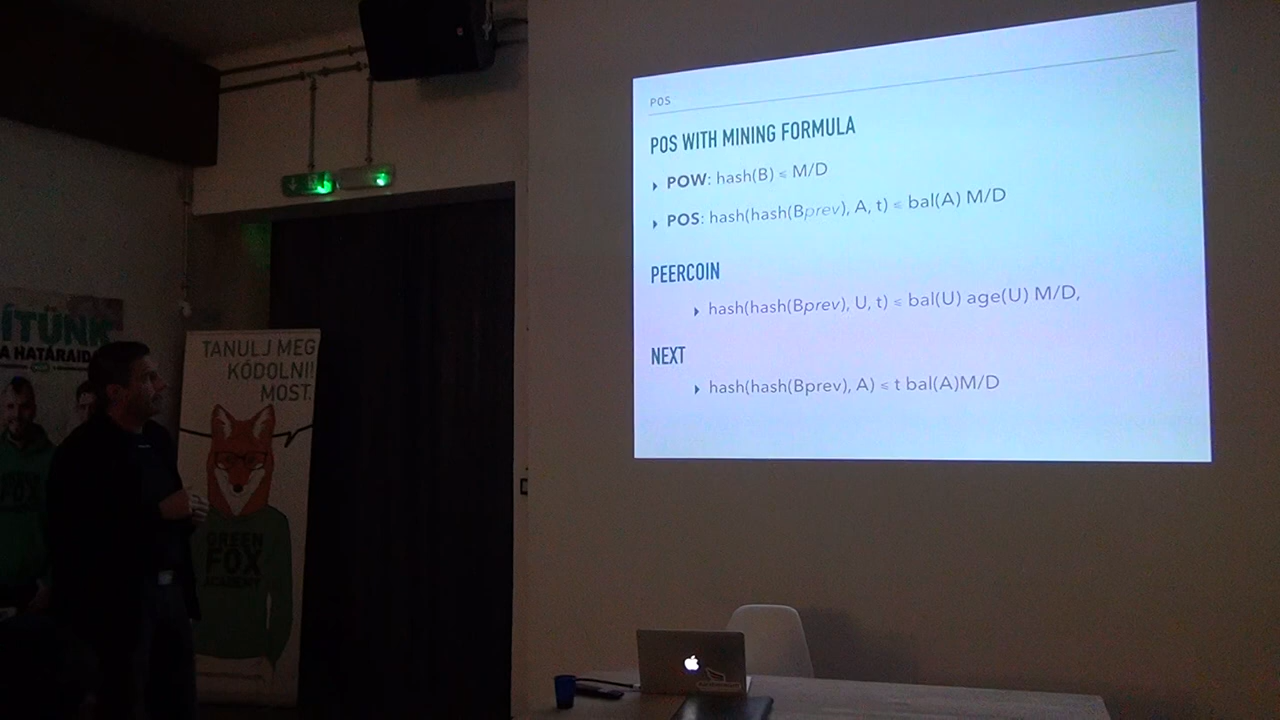 POS
POS WITH MINING FORMULA
POW: hash(B) ≤ M/D
POS: hash(hash(Bprev), A, t) ≤ bal(A) M/D
PEERCOIN
hash(hash(Bprev), U, t) ≤ bal(U) age(U) M/D,
NEXT
hash(hash(Bprev), A) ≤ t bal(A)M/D
ÍTÜNK
A HATÁRAID
TANULJ MEG
KÓDOLNI!
MOST.
GREEN
FOX
ACADEMY
FOX